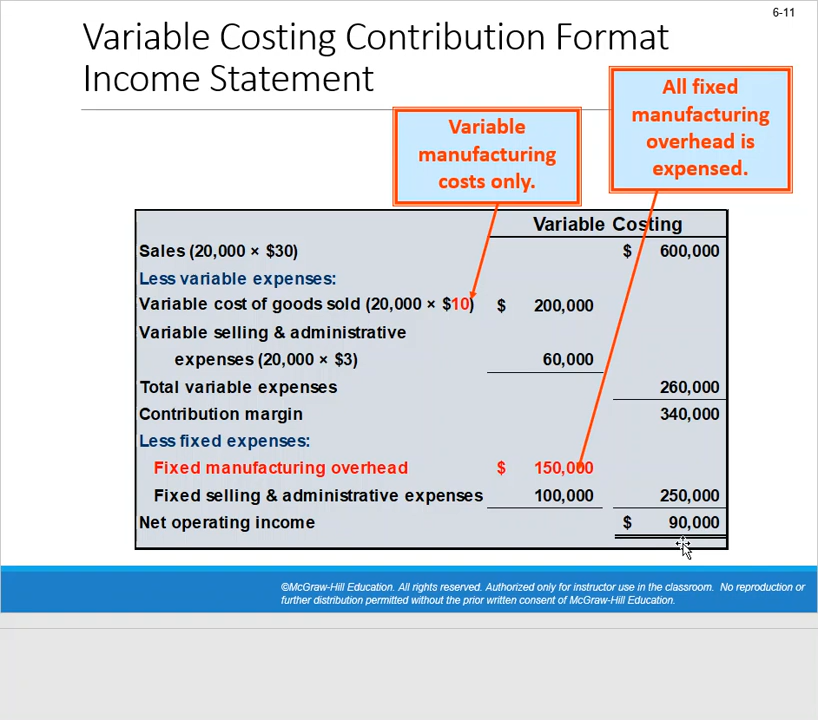 6-11
Variable Costing Contribution Format
Income Statement
Variable
manufacturing
costs only.
All fixed
manufacturing
overhead is
expensed.
Variable Costing
Sales (20,000 × $30) $ 600,000
Less variable expenses:
Variable cost of goods sold (20,000 × $10) $ 200,000
Variable selling & administrative
expenses (20,000 × $3) 60,000
Total variable expenses 260,000
Contribution margin 340,000
Less fixed expenses:
Fixed manufacturing overhead $ 150,000
Fixed selling & administrative expenses 100,000 250,000
Net operating income $ 90,000
©McGraw-Hill Education. All rights reserved. Authorized only for instructor use in the classroom. No reproduction or
further distribution permitted without the prior written consent of McGraw-Hill Education.